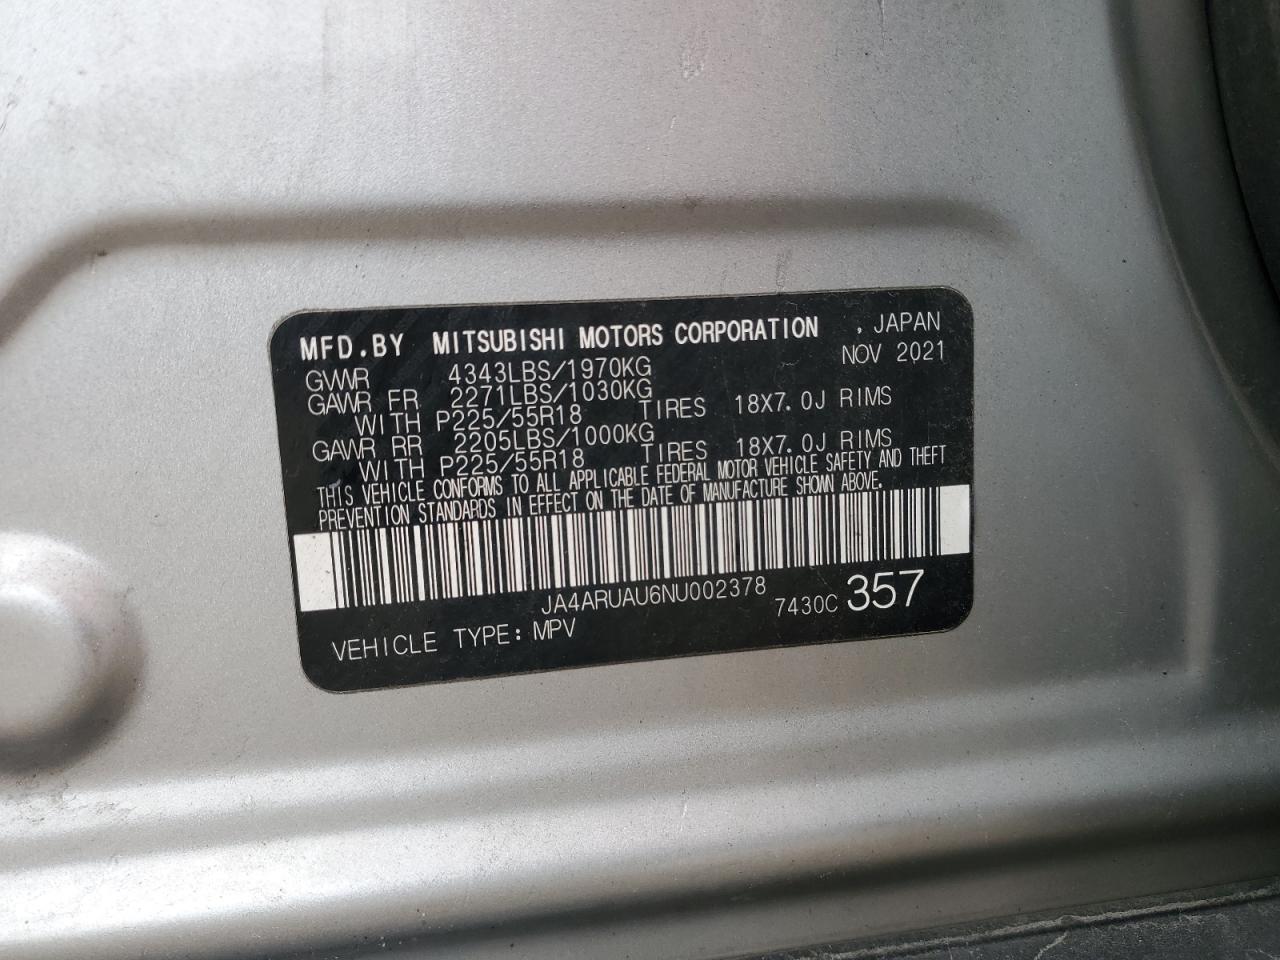 MFD.BY MITSUBISHI MOTORS CORPORATION , JAPAN
NOV 2021
GVWR 4343LBS/1970KG
GAWR FR 2271LBS/1030KG
WITH P225/55R18 TIRES 18X7.0J RIMS
GAWR RR 2205LBS/1000KG
WITH P225/55R18 TIRES 18X7.0J RIMS
THIS VEHICLE CONFORMS TO ALL APPLICABLE FEDERAL MOTOR VEHICLE SAFETY AND THEFT
PREVENTION STANDARDS IN EFFECT ON THE DATE OF MANUFACTURE SHOWN ABOVE.
JA4ARUAU6NU002378
7430C 357
VEHICLE TYPE: MPV